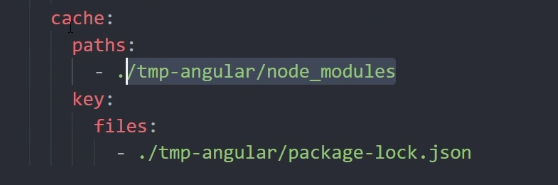 cache:
paths:
- ./tmp-angular/node_modules
key:
files:
- ./tmp-angular/package-lock.json